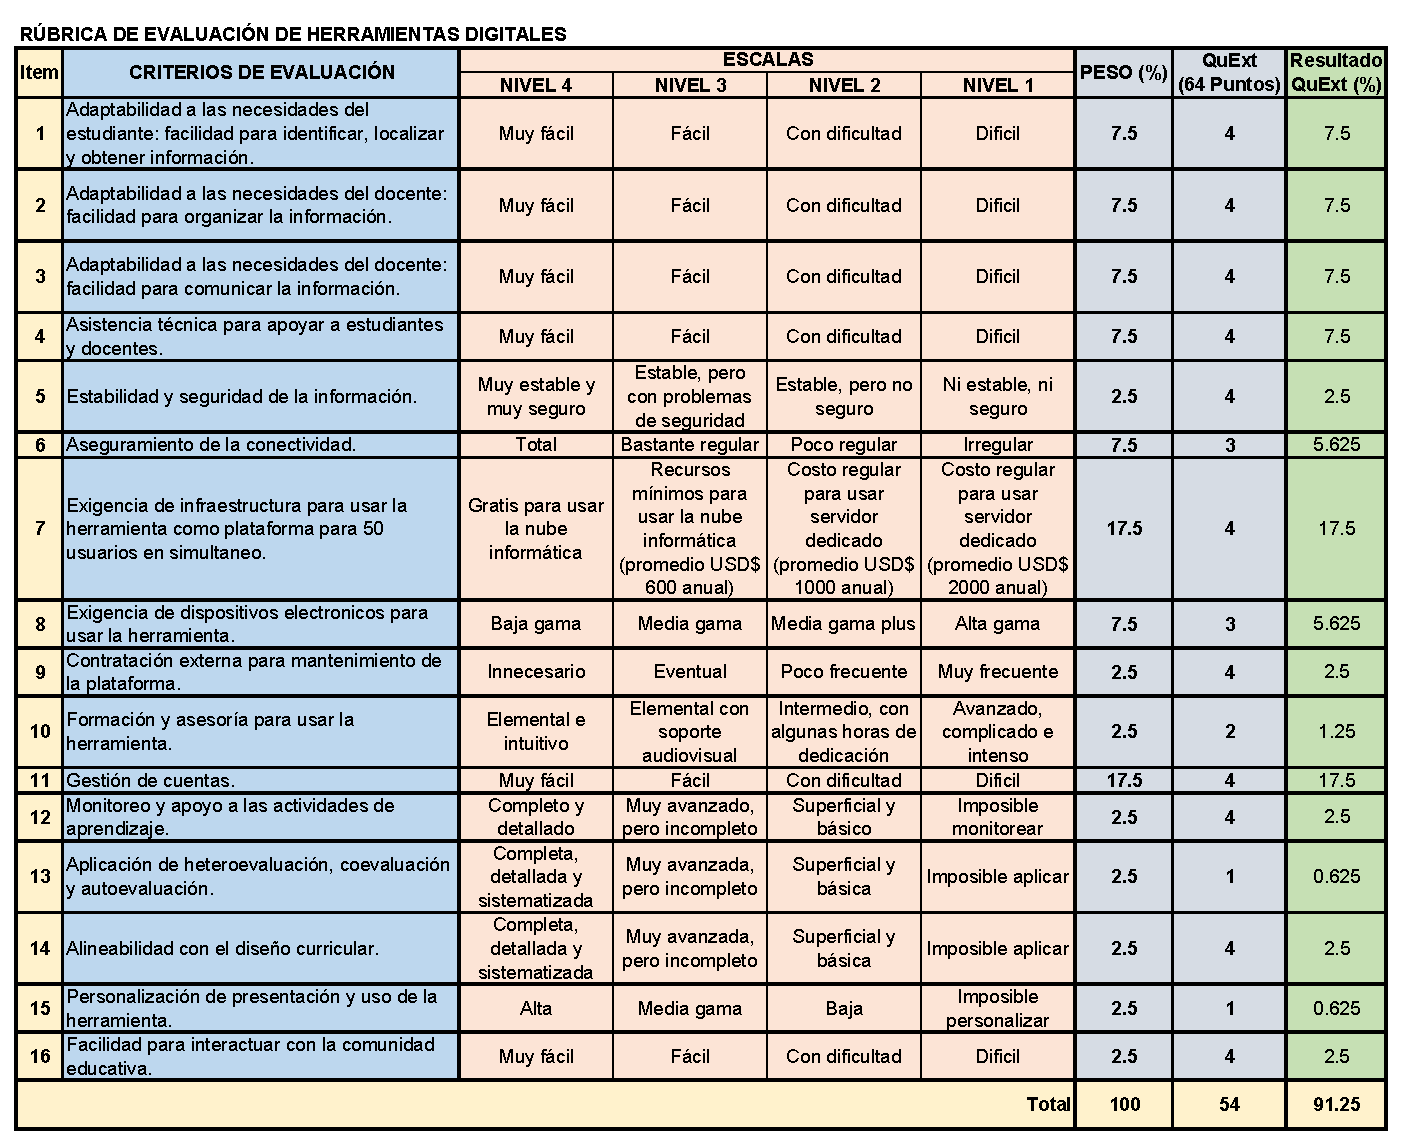 RÚBRICA DE EVALUACIÓN DE HERRAMIENTAS DIGITALES
Item
CRITERIOS DE EVALUACIÓN
ESCALAS
NIVEL 4
NIVEL 3
NIVEL 2
NIVEL 1
PESO (%)
QuExt
(64 Puntos)
Resultado
QuExt (%)
1
Adaptabilidad a las necesidades del
estudiante: facilidad para identificar, localizar
y obtener información.
Muy fácil
Fácil
Con dificultad
Dificil
7.5
4
7.5
2
Adaptabilidad a las necesidades del docente:
facilidad para organizar la información.
Muy fácil
Fácil
Con dificultad
Dificil
7.5
4
7.5
3
Adaptabilidad a las necesidades del docente:
facilidad para comunicar la información.
Muy fácil
Fácil
Con dificultad
Dificil
7.5
4
7.5
4
Asistencia técnica para apoyar a estudiantes
y docentes.
Muy fácil
Fácil
Con dificultad
Dificil
7.5
4
7.5
5
Estabilidad y seguridad de la información.
Muy estable y
muy seguro
Estable, pero
con problemas
de seguridad
Estable, pero no
seguro
Ni estable, ni
seguro
2.5
4
2.5
6
Aseguramiento de la conectividad.
Total
Bastante regular
Poco regular
Irregular
7.5
3
5.625
7
Exigencia de infraestructura para usar la
herramienta como plataforma para 50
usuarios en simultaneo.
Gratis para usar
la nube
informática
Recursos
mínimos para
usar la nube
informática
(promedio USD$
600 anual)
Costo regular
para usar
servidor
dedicado
(promedio USD$
1000 anual)
Costo regular
para usar
servidor
dedicado
(promedio USD$
2000 anual)
17.5
4
17.5
8
Exigencia de dispositivos electronicos para
usar la herramienta.
Baja gama
Media gama
Media gama plus
Alta gama
7.5
3
5.625
9
Contratación externa para mantenimiento de
la plataforma.
Innecesario
Eventual
Poco frecuente
Muy frecuente
2.5
4
2.5
10
Formación y asesoría para usar la
herramienta.
Elemental e
intuitivo
Elemental con
soporte
audiovisual
Intermedio, con
algunas horas de
dedicación
Avanzado,
complicado e
intenso
2.5
2
1.25
11
Gestión de cuentas.
Muy fácil
Fácil
Con dificultad
Dificil
17.5
4
17.5
12
Monitoreo y apoyo a las actividades de
aprendizaje.
Completo y
detallado
Muy avanzado,
pero incompleto
Superficial y
básico
Imposible
monitorear
2.5
4
2.5
13
Aplicación de heteroevaluación, coevaluación
y autoevaluación.
Completa,
detallada y
sistematizada
Muy avanzada,
pero incompleto
Superficial y
básica
Imposible aplicar
2.5
1
0.625
14
Alineabilidad con el diseño curricular.
Completa,
detallada y
sistematizada
Muy avanzada,
pero incompleto
Superficial y
básica
Imposible aplicar
2.5
4
2.5
15
Personalización de presentación y uso de la
herramienta.
Alta
Media gama
Baja
Imposible
personalizar
2.5
1
0.625
16
Facilidad para interactuar con la comunidad
educativa.
Muy fácil
Fácil
Con dificultad
Dificil
2.5
4
2.5
Total
100
54
91.25